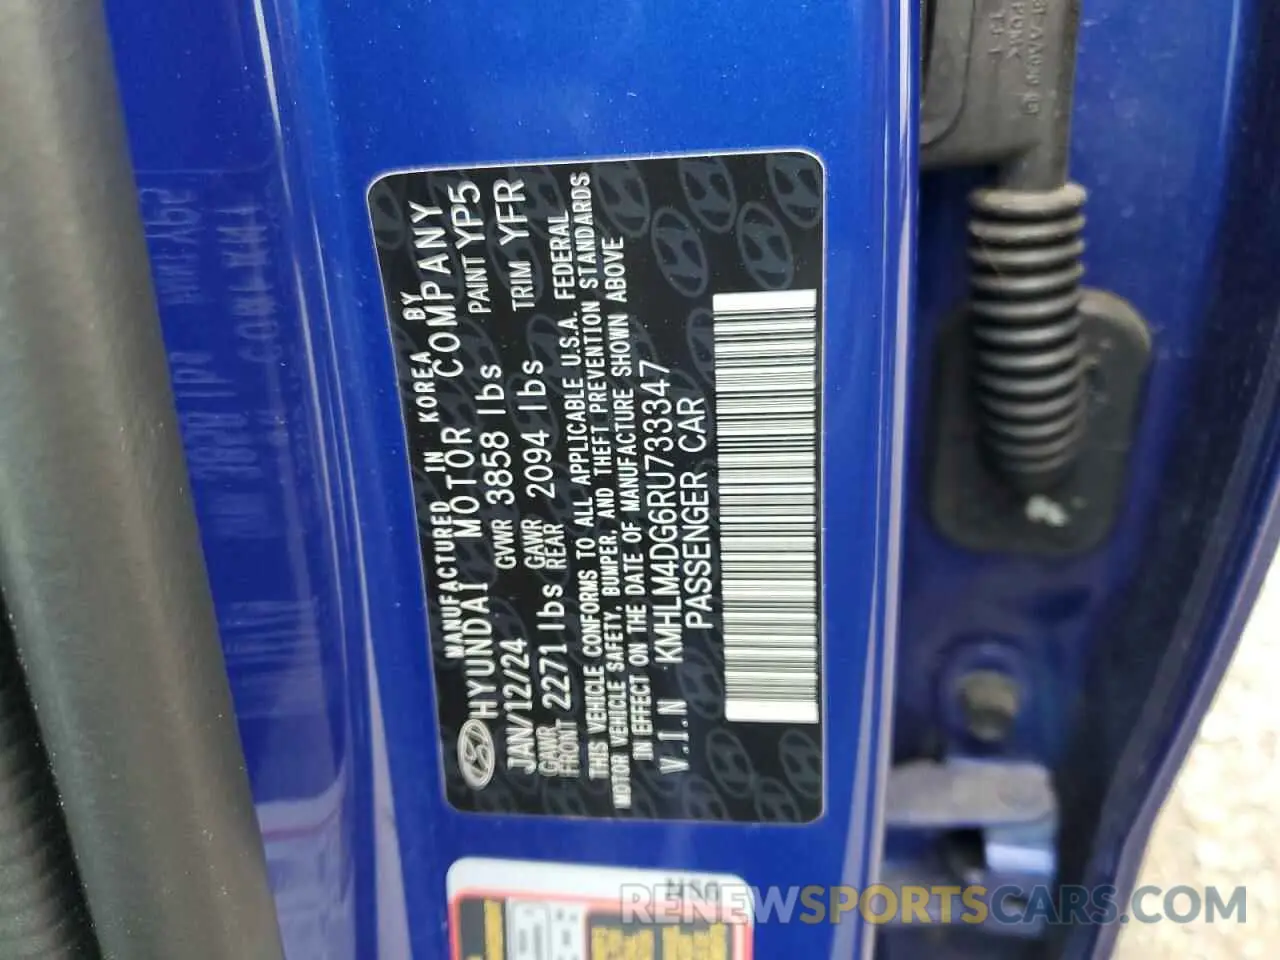 MANUFACTURED IN KOREA BY
HYUNDAI MOTOR COMPANY
JAN/12/24 GVWR 3858 lbs PAINT YP5
GAWR FRONT 2271 lbs GAWR REAR 2094 lbs TRIM YFR
THIS VEHICLE CONFORMS TO ALL APPLICABLE U.S.A. FEDERAL
MOTOR VEHICLE SAFETY, BUMPER, AND THEFT PREVENTION STANDARDS
IN EFFECT ON THE DATE OF MANUFACTURE SHOWN ABOVE
V.I.N KMHLM4DG6RU733347
PASSENGER CAR
RENEWSPORTSCARS.COM